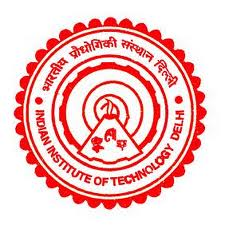 भारतीय प्रौद्योगिकी संस्थान दिल्ली
INDIAN INSTITUTE OF TECHNOLOGY DELHI